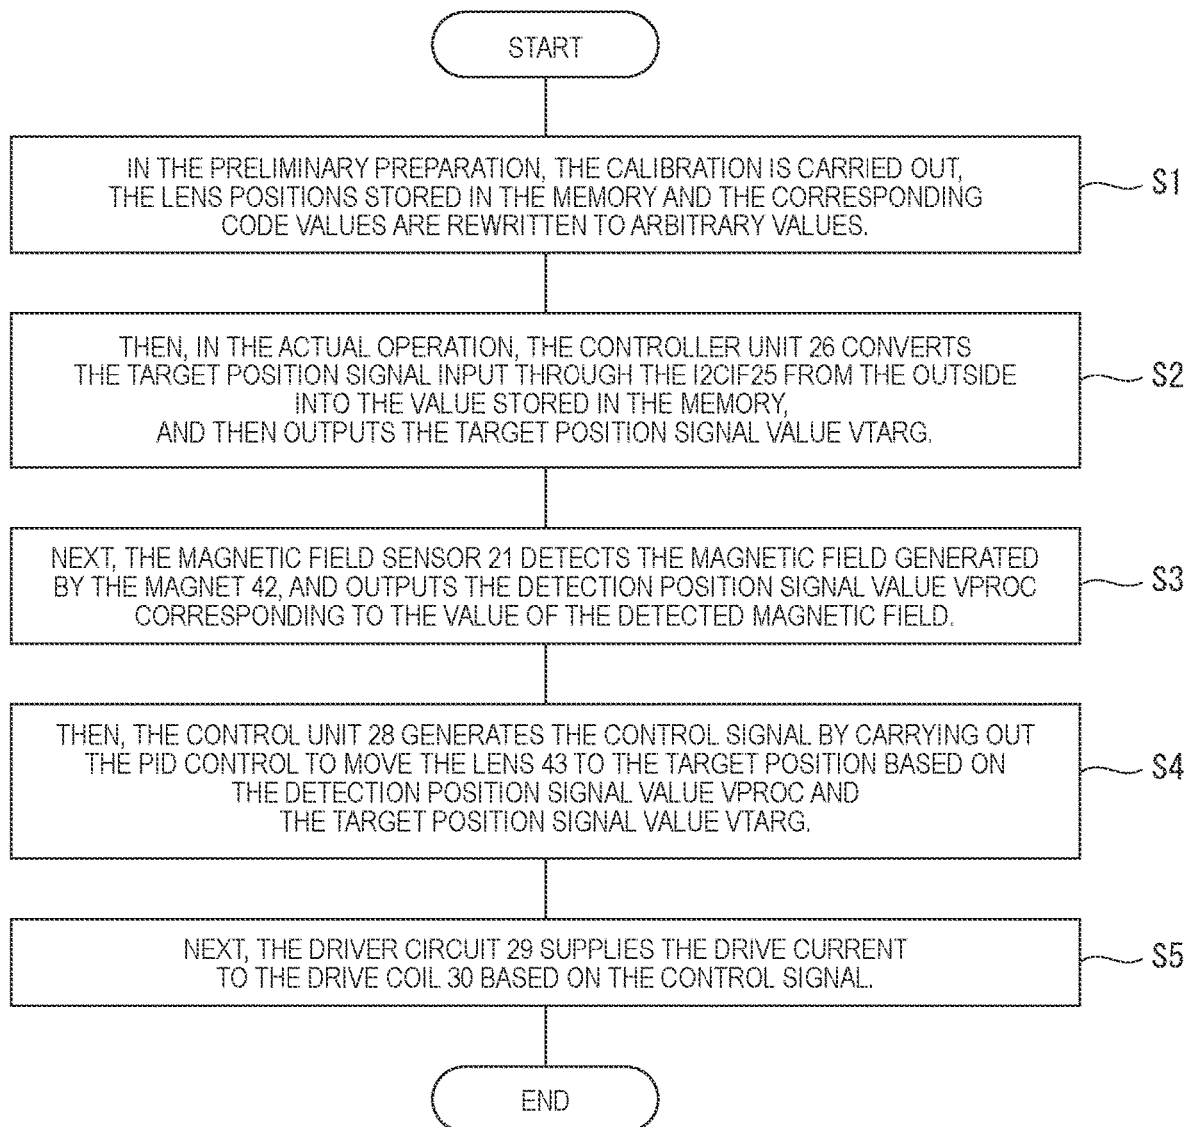 START
IN THE PRELIMINARY PREPARATION, THE CALIBRATION IS CARRIED OUT,
THE LENS POSITIONS STORED IN THE MEMORY AND THE CORRESPONDING
CODE VALUES ARE REWRITTEN TO ARBITRARY VALUES.
S1
THEN, IN THE ACTUAL OPERATION, THE CONTROLLER UNIT 26 CONVERTS
THE TARGET POSITION SIGNAL INPUT THROUGH THE I2CIF25 FROM THE OUTSIDE
INTO THE VALUE STORED IN THE MEMORY,
AND THEN OUTPUTS THE TARGET POSITION SIGNAL VALUE VTARG.
S2
NEXT, THE MAGNETIC FIELD SENSOR 21 DETECTS THE MAGNETIC FIELD GENERATED
BY THE MAGNET 42, AND OUTPUTS THE DETECTION POSITION SIGNAL VALUE VPROC
CORRESPONDING TO THE VALUE OF THE DETECTED MAGNETIC FIELD.
S3
THEN, THE CONTROL UNIT 28 GENERATES THE CONTROL SIGNAL BY CARRYING OUT
THE PID CONTROL TO MOVE THE LENS 43 TO THE TARGET POSITION BASED ON
THE DETECTION POSITION SIGNAL VALUE VPROC AND
THE TARGET POSITION SIGNAL VALUE VTARG.
S4
NEXT, THE DRIVER CIRCUIT 29 SUPPLIES THE DRIVE CURRENT
TO THE DRIVE COIL 30 BASED ON THE CONTROL SIGNAL.
S5
END